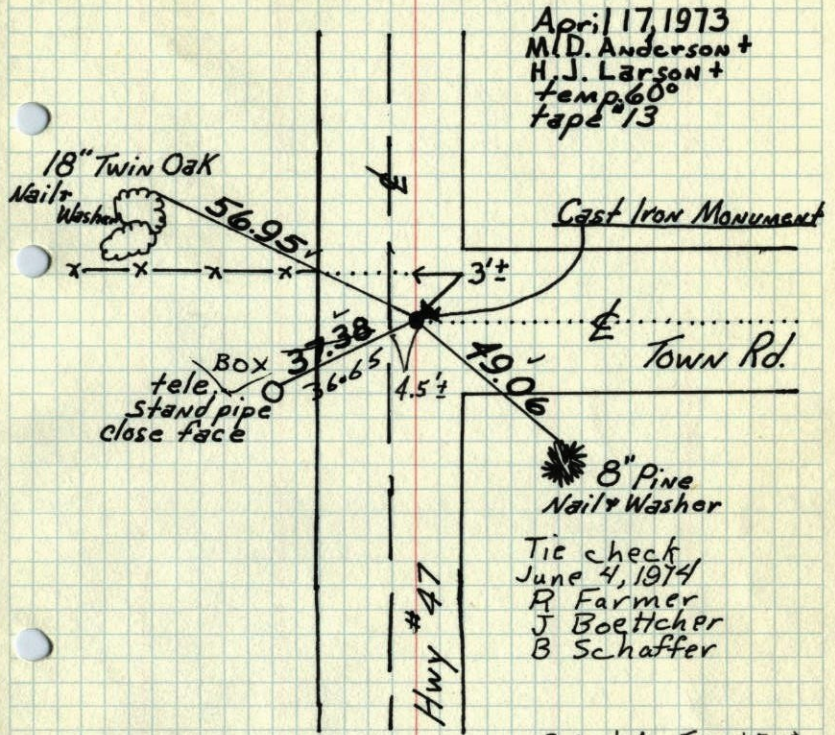 April 17, 1973
M.D. Anderson +
H.J. Larson +
temp. 60°
tape #13
18" Twin Oak
Nail &
Washer
56.95 ✓
℄
Cast Iron Monument
x x x x
3'±
℄
Town Rd.
37.38 ✓
36.65
4.5'±
49.06 ✓
BOX
tele.
Stand pipe
close face
8" Pine
Nail & Washer
Tie check
June 4, 1974
R Farmer
J Boettcher
B Schaffer
Hwy #47